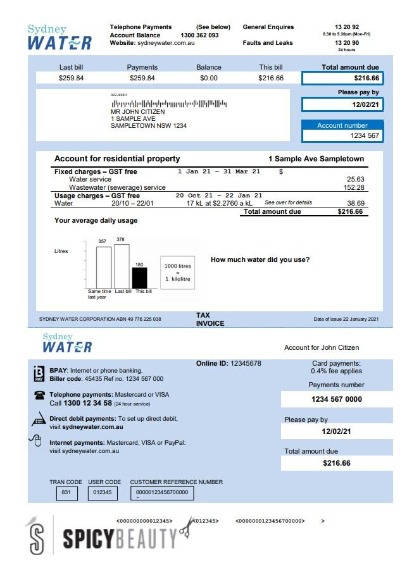 Sydney
WATER
Telephone Payments (See below)
Account Balance 1300 362 093
Website: sydneywater.com.au
General Enquires 13 20 92
8:30 to 5:30pm (Mon-Fri)
Faults and Leaks 13 20 90
24 hours
Last bill Payments Balance This bill Total amount due
$259.84 $259.84 $0.00 $216.66 $216.66
Please pay by
12/02/21
MR JOHN CITIZEN
1 SAMPLE AVE
SAMPLETOWN NSW 1234
Account number
1234 567
Account for residential property 1 Sample Ave Sampletown
Fixed charges – GST free 1 Jan 21 – 31 Mar 21 $
Water service 25.63
Wastewater (sewerage) service 152.28
Usage charges – GST free 20 Oct 21 – 22 Jan 21
Water 20/10 – 22/01 17 kL at $2.2760 a kL See over for details 38.69
Total amount due $216.66
Your average daily usage
Litres
357 378 180
Same time last year Last bill This bill
1000 litres
=
1 kilolitre
How much water did you use?
SYDNEY WATER CORPORATION ABN 49 776 225 038
TAX
INVOICE
Date of issue 22 January 2021
Sydney
WATER
Account for John Citizen
Online ID: 12345678
BPAY: Internet or phone banking.
Biller code: 45435 Ref no. 1234 567 000
Telephone payments: Mastercard or VISA
Call 1300 12 34 58 (24 hour service)
Direct debit payments: To set up direct debit,
visit sydneywater.com.au
Internet payments: Mastercard, VISA or PayPal:
visit sydneywater.com.au
Card payments:
0.4% fee applies
Payments number
1234 567 0000
Please pay by
12/02/21
Total amount due
$216.66
TRAN CODE USER CODE CUSTOMER REFERENCE NUMBER
831 012345 00000123456700000
<000000000012345> <012345> <0000000123456700000> >
S SPICYBEAUTY